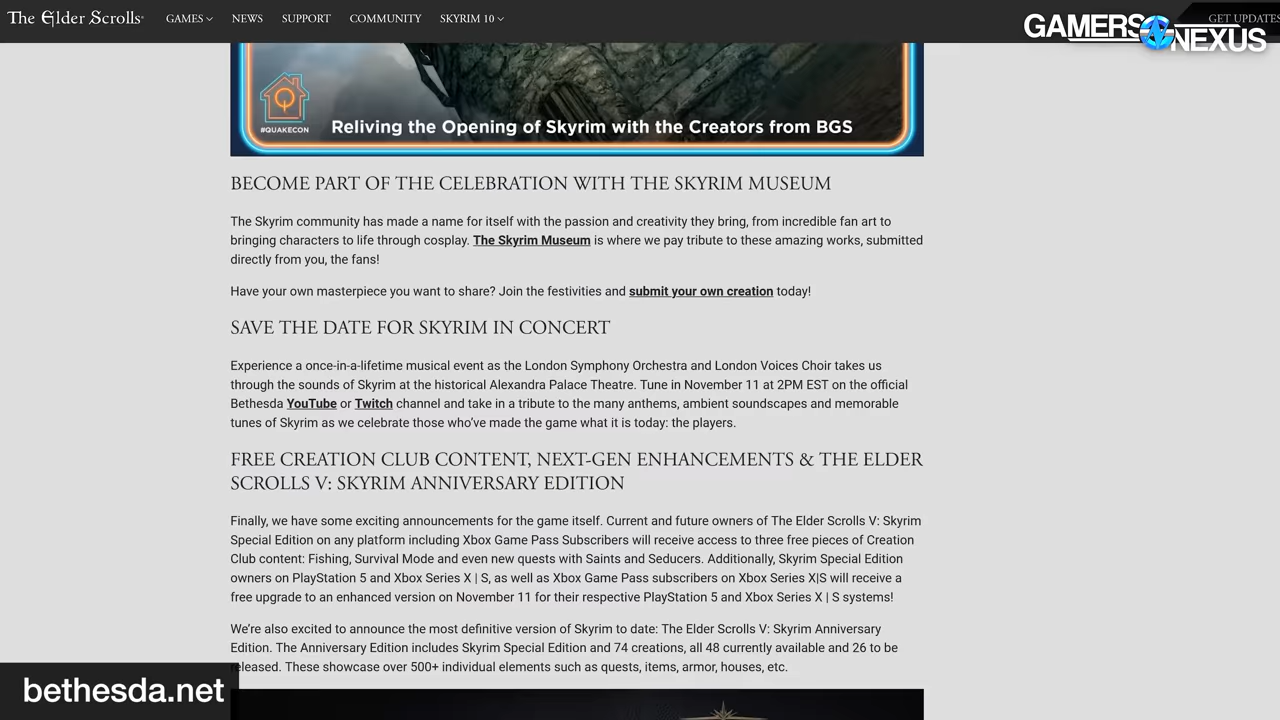 The Elder Scrolls
GAMES
NEWS
SUPPORT
COMMUNITY
SKYRIM 10
GET UPDATES
GAMERS NEXUS
#QUAKECON
Reliving the Opening of Skyrim with the Creators from BGS
BECOME PART OF THE CELEBRATION WITH THE SKYRIM MUSEUM
The Skyrim community has made a name for itself with the passion and creativity they bring, from incredible fan art to
bringing characters to life through cosplay. The Skyrim Museum is where we pay tribute to these amazing works, submitted
directly from you, the fans!
Have your own masterpiece you want to share? Join the festivities and submit your own creation today!
SAVE THE DATE FOR SKYRIM IN CONCERT
Experience a once-in-a-lifetime musical event as the London Symphony Orchestra and London Voices Choir takes us
through the sounds of Skyrim at the historical Alexandra Palace Theatre. Tune in November 11 at 2PM EST on the official
Bethesda YouTube or Twitch channel and take in a tribute to the many anthems, ambient soundscapes and memorable
tunes of Skyrim as we celebrate those who've made the game what it is today: the players.
FREE CREATION CLUB CONTENT, NEXT-GEN ENHANCEMENTS & THE ELDER
SCROLLS V: SKYRIM ANNIVERSARY EDITION
Finally, we have some exciting announcements for the game itself. Current and future owners of The Elder Scrolls V: Skyrim
Special Edition on any platform including Xbox Game Pass Subscribers will receive access to three free pieces of Creation
Club content: Fishing, Survival Mode and even new quests with Saints and Seducers. Additionally, Skyrim Special Edition
owners on PlayStation 5 and Xbox Series X | S, as well as Xbox Game Pass subscribers on Xbox Series X|S will receive a
free upgrade to an enhanced version on November 11 for their respective PlayStation 5 and Xbox Series X | S systems!
We're also excited to announce the most definitive version of Skyrim to date: The Elder Scrolls V: Skyrim Anniversary
Edition. The Anniversary Edition includes Skyrim Special Edition and 74 creations, all 48 currently available and 26 to be
released. These showcase over 500+ individual elements such as quests, items, armor, houses, etc.
bethesda.net